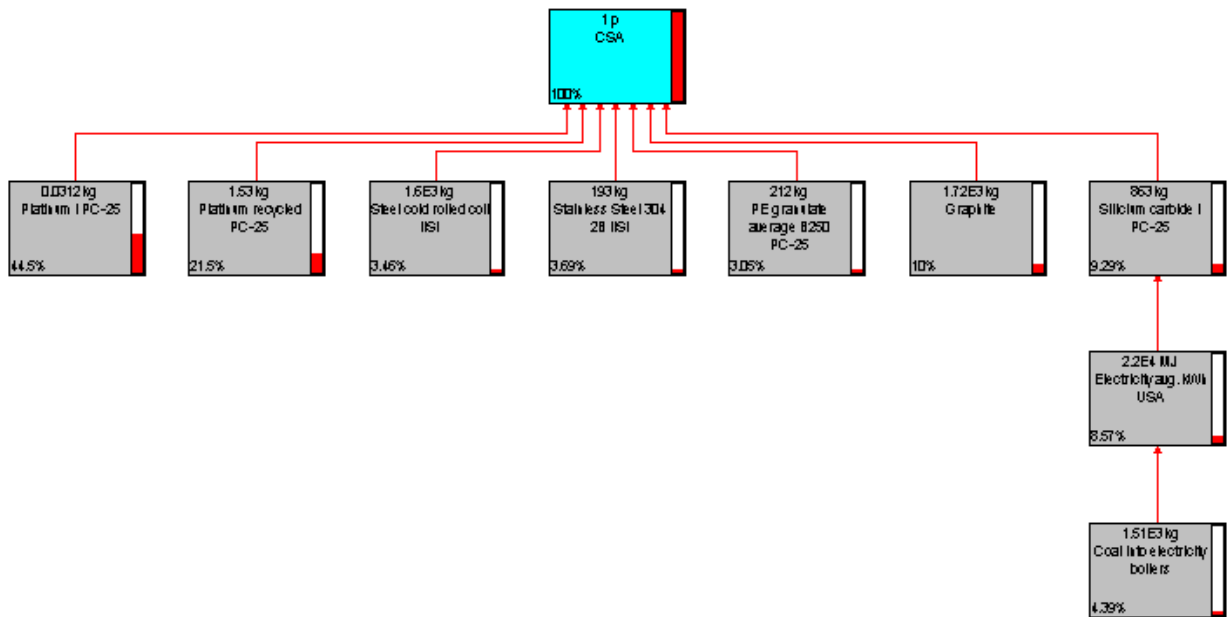 1 p
CSA
100%
0.0312 kg
Platinum I PC-25
44.5%
1.53 kg
Platinum recycled
PC-25
21.5%
1.6E3 kg
Steel cold rolled coil
IISI
3.46%
193 kg
Stainless Steel 304
2B IISI
3.69%
212 kg
PE granulate
average B250
PC-25
3.05%
1.72E3 kg
Graphite
10%
863 kg
Silicium carbide I
PC-25
9.29%
2.2E4 MJ
Electricity avg. kWh
USA
8.57%
1.51E3 kg
Coal into electricity
boilers
4.39%